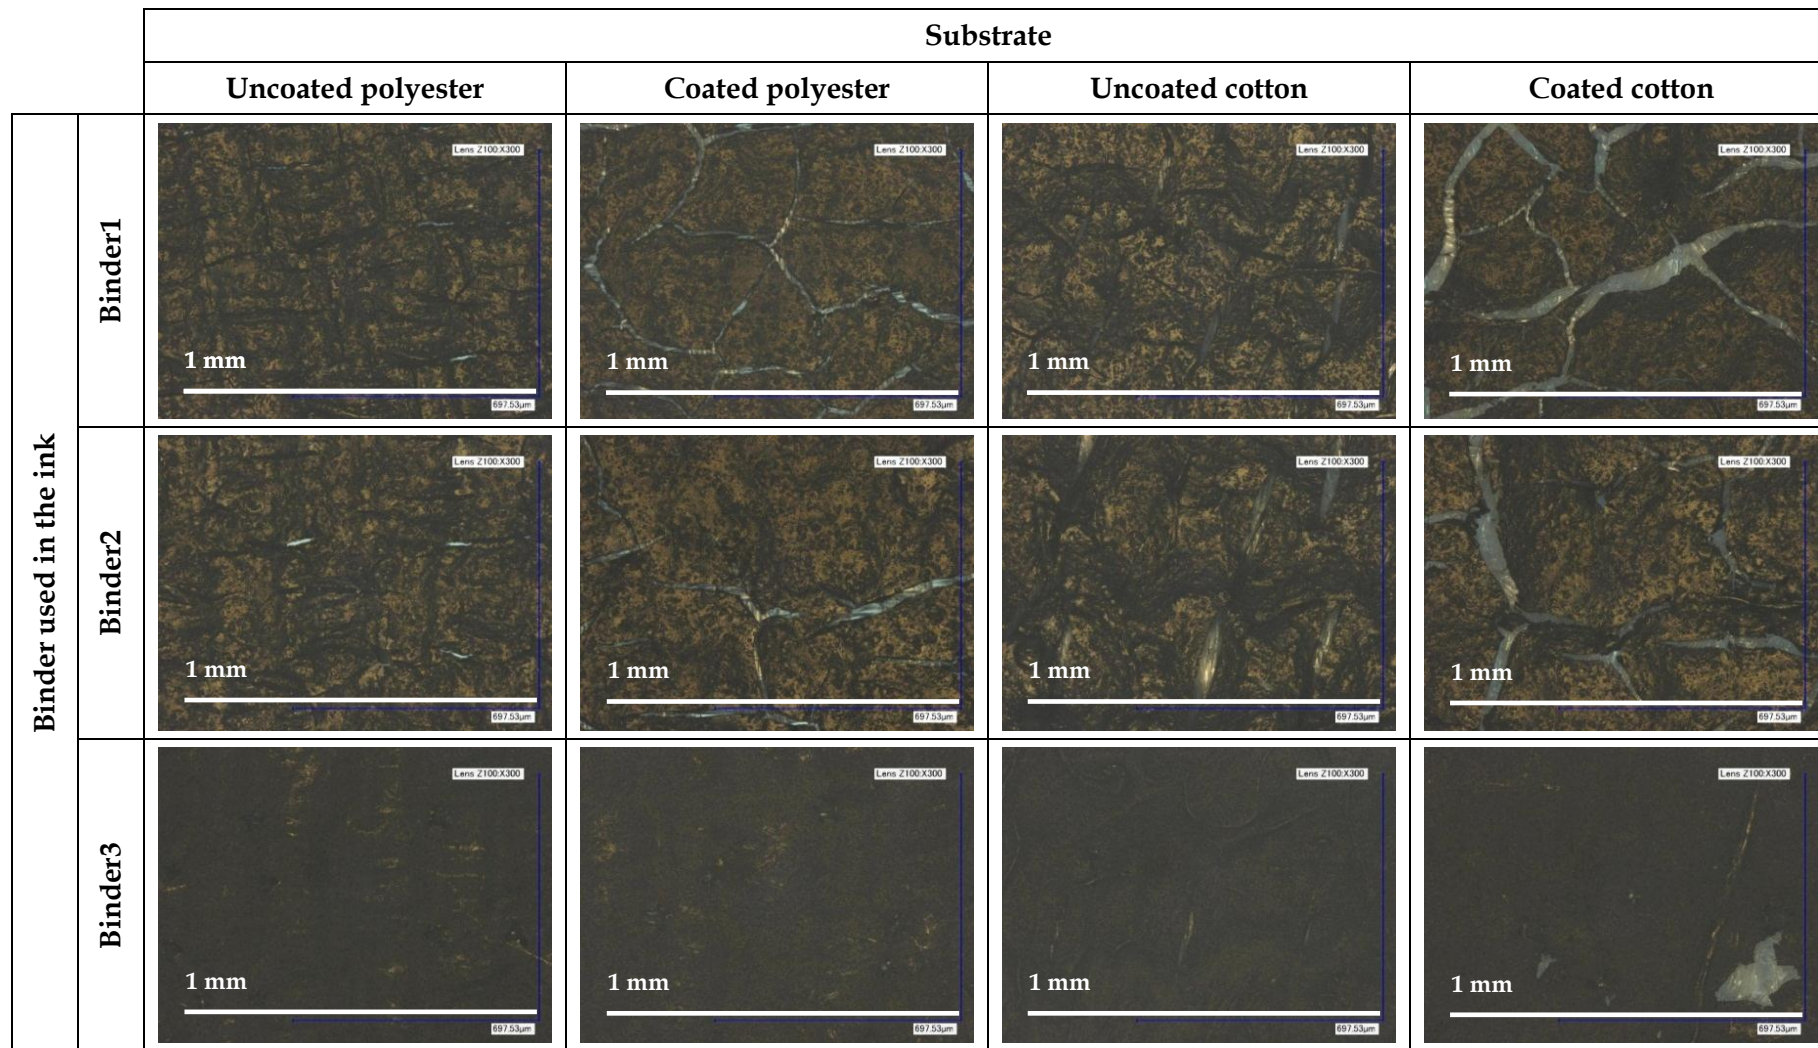 Substrate
Uncoated polyester
Coated polyester
Uncoated cotton
Coated cotton
Binder used in the ink
Binder1
Lens Z100:X300
1 mm
697.53µm
Lens Z100:X300
1 mm
697.53µm
Lens Z100:X300
1 mm
697.53µm
Lens Z100:X300
1 mm
697.53µm
Binder2
Lens Z100:X300
1 mm
697.53µm
Lens Z100:X300
1 mm
697.53µm
Lens Z100:X300
1 mm
697.53µm
Lens Z100:X300
1 mm
697.53µm
Binder3
Lens Z100:X300
1 mm
697.53µm
Lens Z100:X300
1 mm
697.53µm
Lens Z100:X300
1 mm
697.53µm
Lens Z100:X300
1 mm
697.53µm